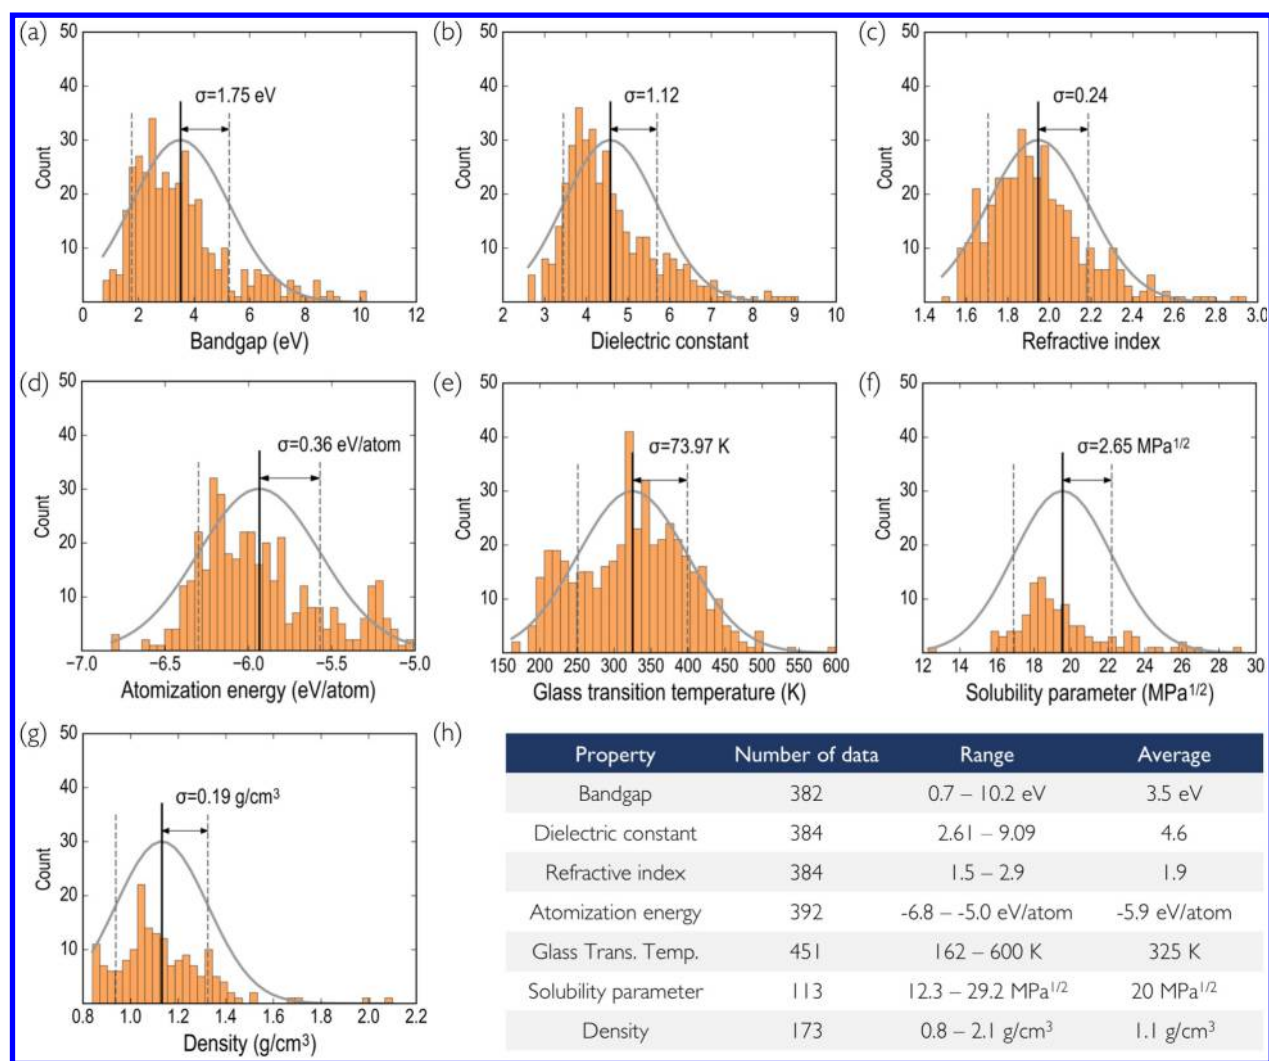 (a)
50
40
30
20
10
Count
σ=1.75 eV
0 2 4 6 8 10 12
Bandgap (eV)
(b)
50
40
30
20
10
Count
σ=1.12
2 3 4 5 6 7 8 9 10
Dielectric constant
(c)
50
40
30
20
10
Count
σ=0.24
1.4 1.6 1.8 2.0 2.2 2.4 2.6 2.8 3.0
Refractive index
(d)
50
40
30
20
10
Count
σ=0.36 eV/atom
−7.0 −6.5 −6.0 −5.5 −5.0
Atomization energy (eV/atom)
(e)
50
40
30
20
10
Count
σ=73.97 K
150 200 250 300 350 400 450 500 550 600
Glass transition temperature (K)
(f)
50
40
30
20
10
Count
σ=2.65 MPa1/2
12 14 16 18 20 22 24 26 28 30
Solubility parameter (MPa1/2)
(g)
50
40
30
20
10
Count
σ=0.19 g/cm3
0.8 1.0 1.2 1.4 1.6 1.8 2.0 2.2
Density (g/cm3)
(h)
Property Number of data Range Average
Bandgap 382 0.7 – 10.2 eV 3.5 eV
Dielectric constant 384 2.61 – 9.09 4.6
Refractive index 384 1.5 – 2.9 1.9
Atomization energy 392 -6.8 – -5.0 eV/atom -5.9 eV/atom
Glass Trans. Temp. 451 162 – 600 K 325 K
Solubility parameter 113 12.3 – 29.2 MPa1/2 20 MPa1/2
Density 173 0.8 – 2.1 g/cm3 1.1 g/cm3